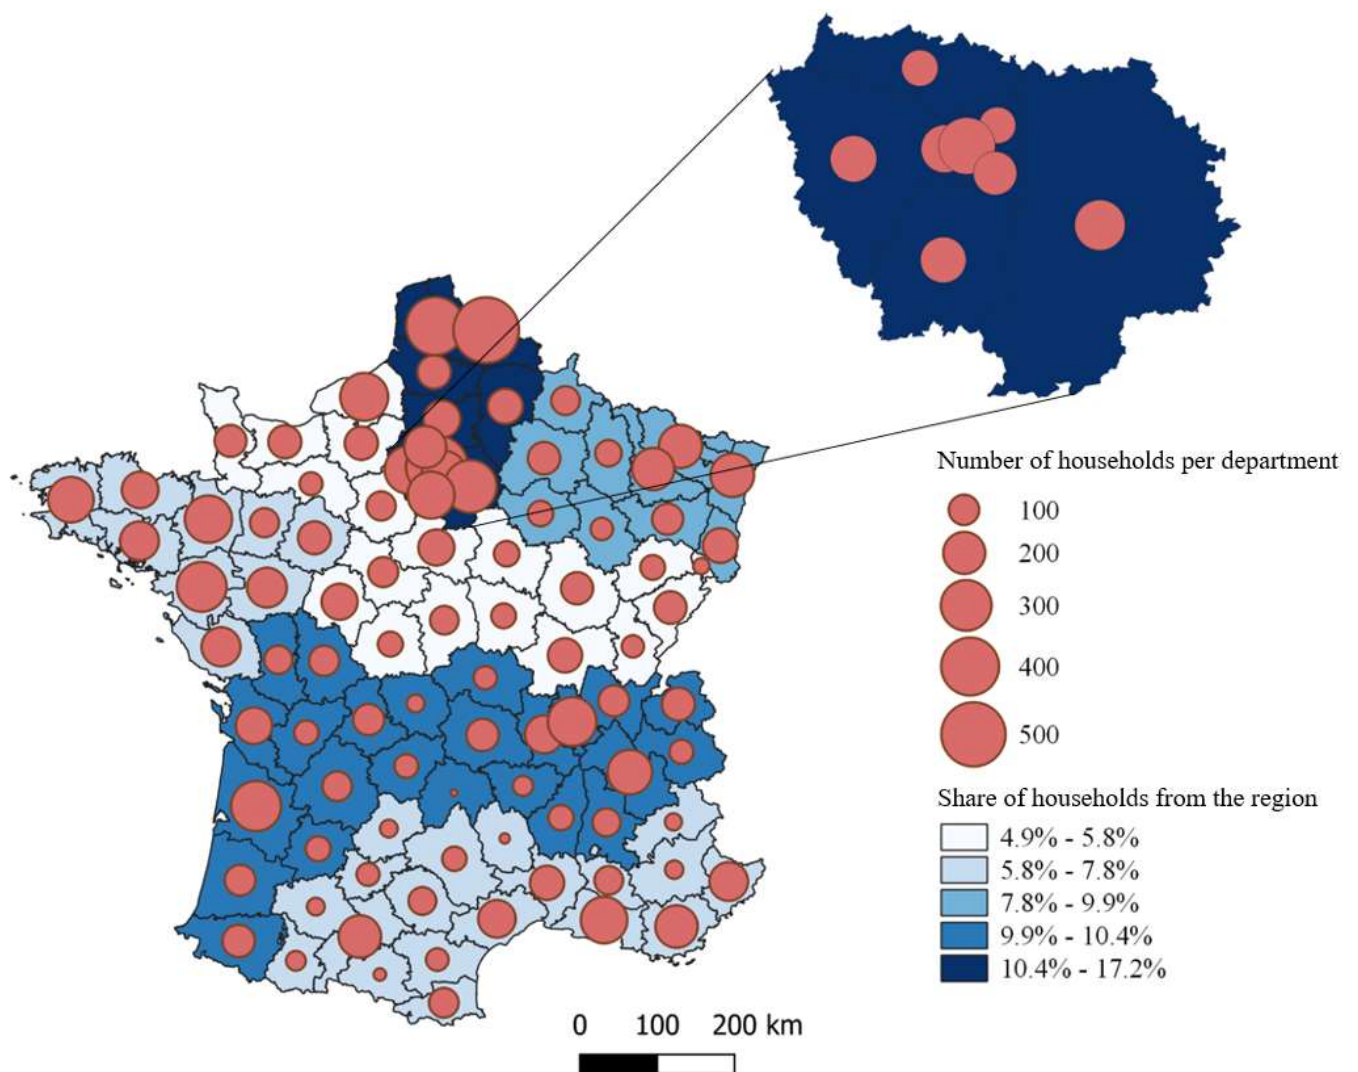 Number of households per department
100
200
300
400
500
Share of households from the region
4.9% - 5.8%
5.8% - 7.8%
7.8% - 9.9%
9.9% - 10.4%
10.4% - 17.2%
0 100 200 km